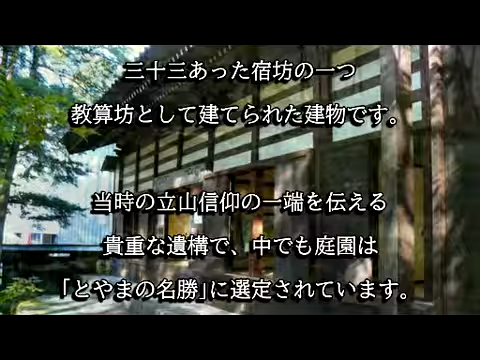 三十三あった宿坊の一つ
教算坊として建てられた建物です。
当時の立山信仰の一端を伝える
貴重な遺構で、中でも庭園は
「とやまの名勝」に選定されています。